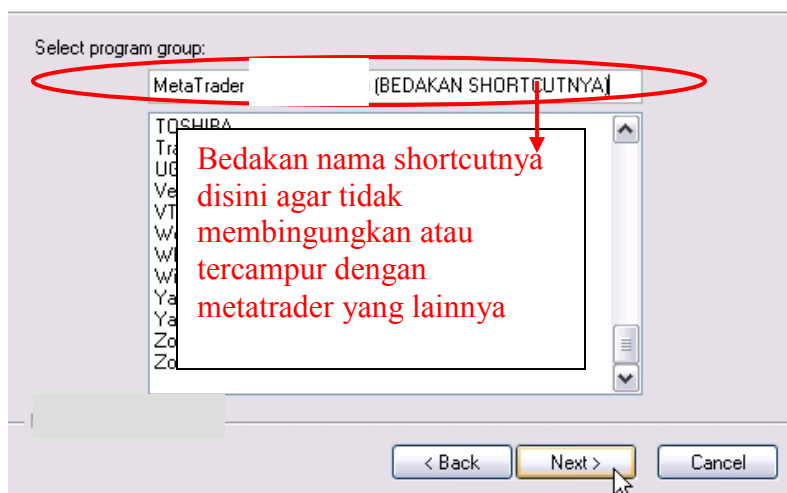 Select program group:
MetaTrader (BEDAKAN SHORTCUTNYA)
TOSHIBA
Bedakan nama shortcutnya
disini agar tidak
membingungkan atau
tercampur dengan
metatrader yang lainnya
< Back Next > Cancel